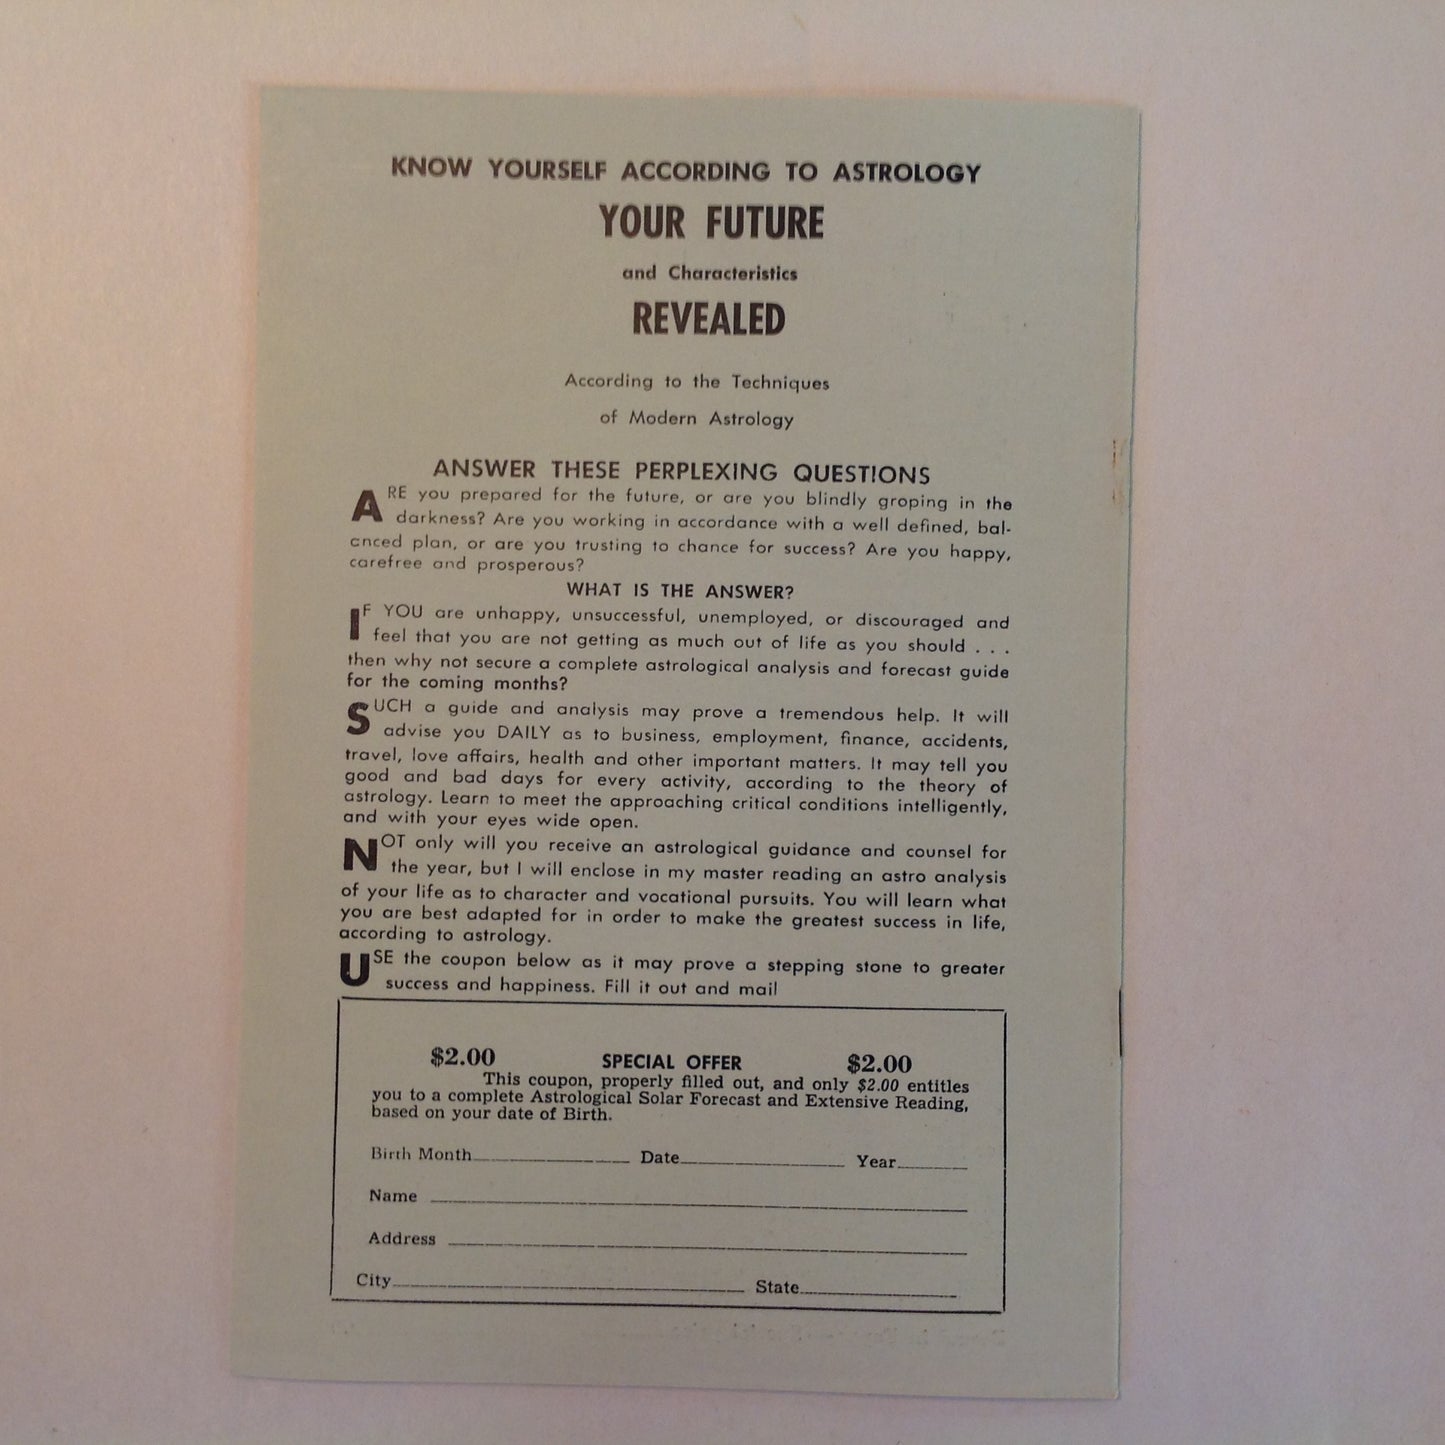 KNOW YOURSELF ACCORDING TO ASTROLOGY
YOUR FUTURE
and Characteristics
REVEALED
According to the Techniques
of Modern Astrology
ANSWER THESE PERPLEXING QUESTIONS
ARE you prepared for the future, or are you blindly groping in the
darkness? Are you working in accordance with a well defined, bal-
anced plan, or are you trusting to chance for success? Are you happy,
carefree and prosperous?
WHAT IS THE ANSWER?
IF YOU are unhappy, unsuccessful, unemployed, or discouraged and
feel that you are not getting as much out of life as you should . . .
then why not secure a complete astrological analysis and forecast guide
for the coming months?
SUCH a guide and analysis may prove a tremendous help. It will
advise you DAILY as to business, employment, finance, accidents,
travel, love affairs, health and other important matters. It may tell you
good and bad days for every activity, according to the theory of
astrology. Learn to meet the approaching critical conditions intelligently,
and with your eyes wide open.
NOT only will you receive an astrological guidance and counsel for
the year, but I will enclose in my master reading an astro analysis
of your life as to character and vocational pursuits. You will learn what
you are best adapted for in order to make the greatest success in life,
according to astrology.
USE the coupon below as it may prove a stepping stone to greater
success and happiness. Fill it out and mail
$2.00 SPECIAL OFFER $2.00
This coupon, properly filled out, and only $2.00 entitles
you to a complete Astrological Solar Forecast and Extensive Reading,
based on your date of Birth.
Birth Month Date Year
Name
Address
City State